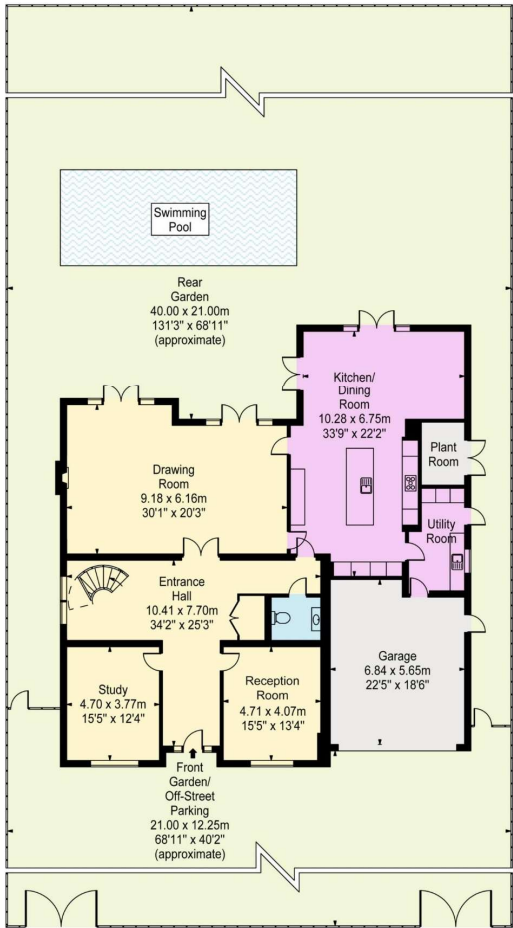 Swimming
Pool
Rear
Garden
40.00 x 21.00m
131'3" x 68'11"
(approximate)
Kitchen/
Dining
Room
10.28 x 6.75m
33'9" x 22'2"
Plant
Room
Drawing
Room
9.18 x 6.16m
30'1" x 20'3"
Utility
Room
Entrance
Hall
10.41 x 7.70m
34'2" x 25'3"
Garage
6.84 x 5.65m
22'5" x 18'6"
Study
4.70 x 3.77m
15'5" x 12'4"
Reception
Room
4.71 x 4.07m
15'5" x 13'4"
Front
Garden/
Off-Street
Parking
21.00 x 12.25m
68'11" x 40'2"
(approximate)